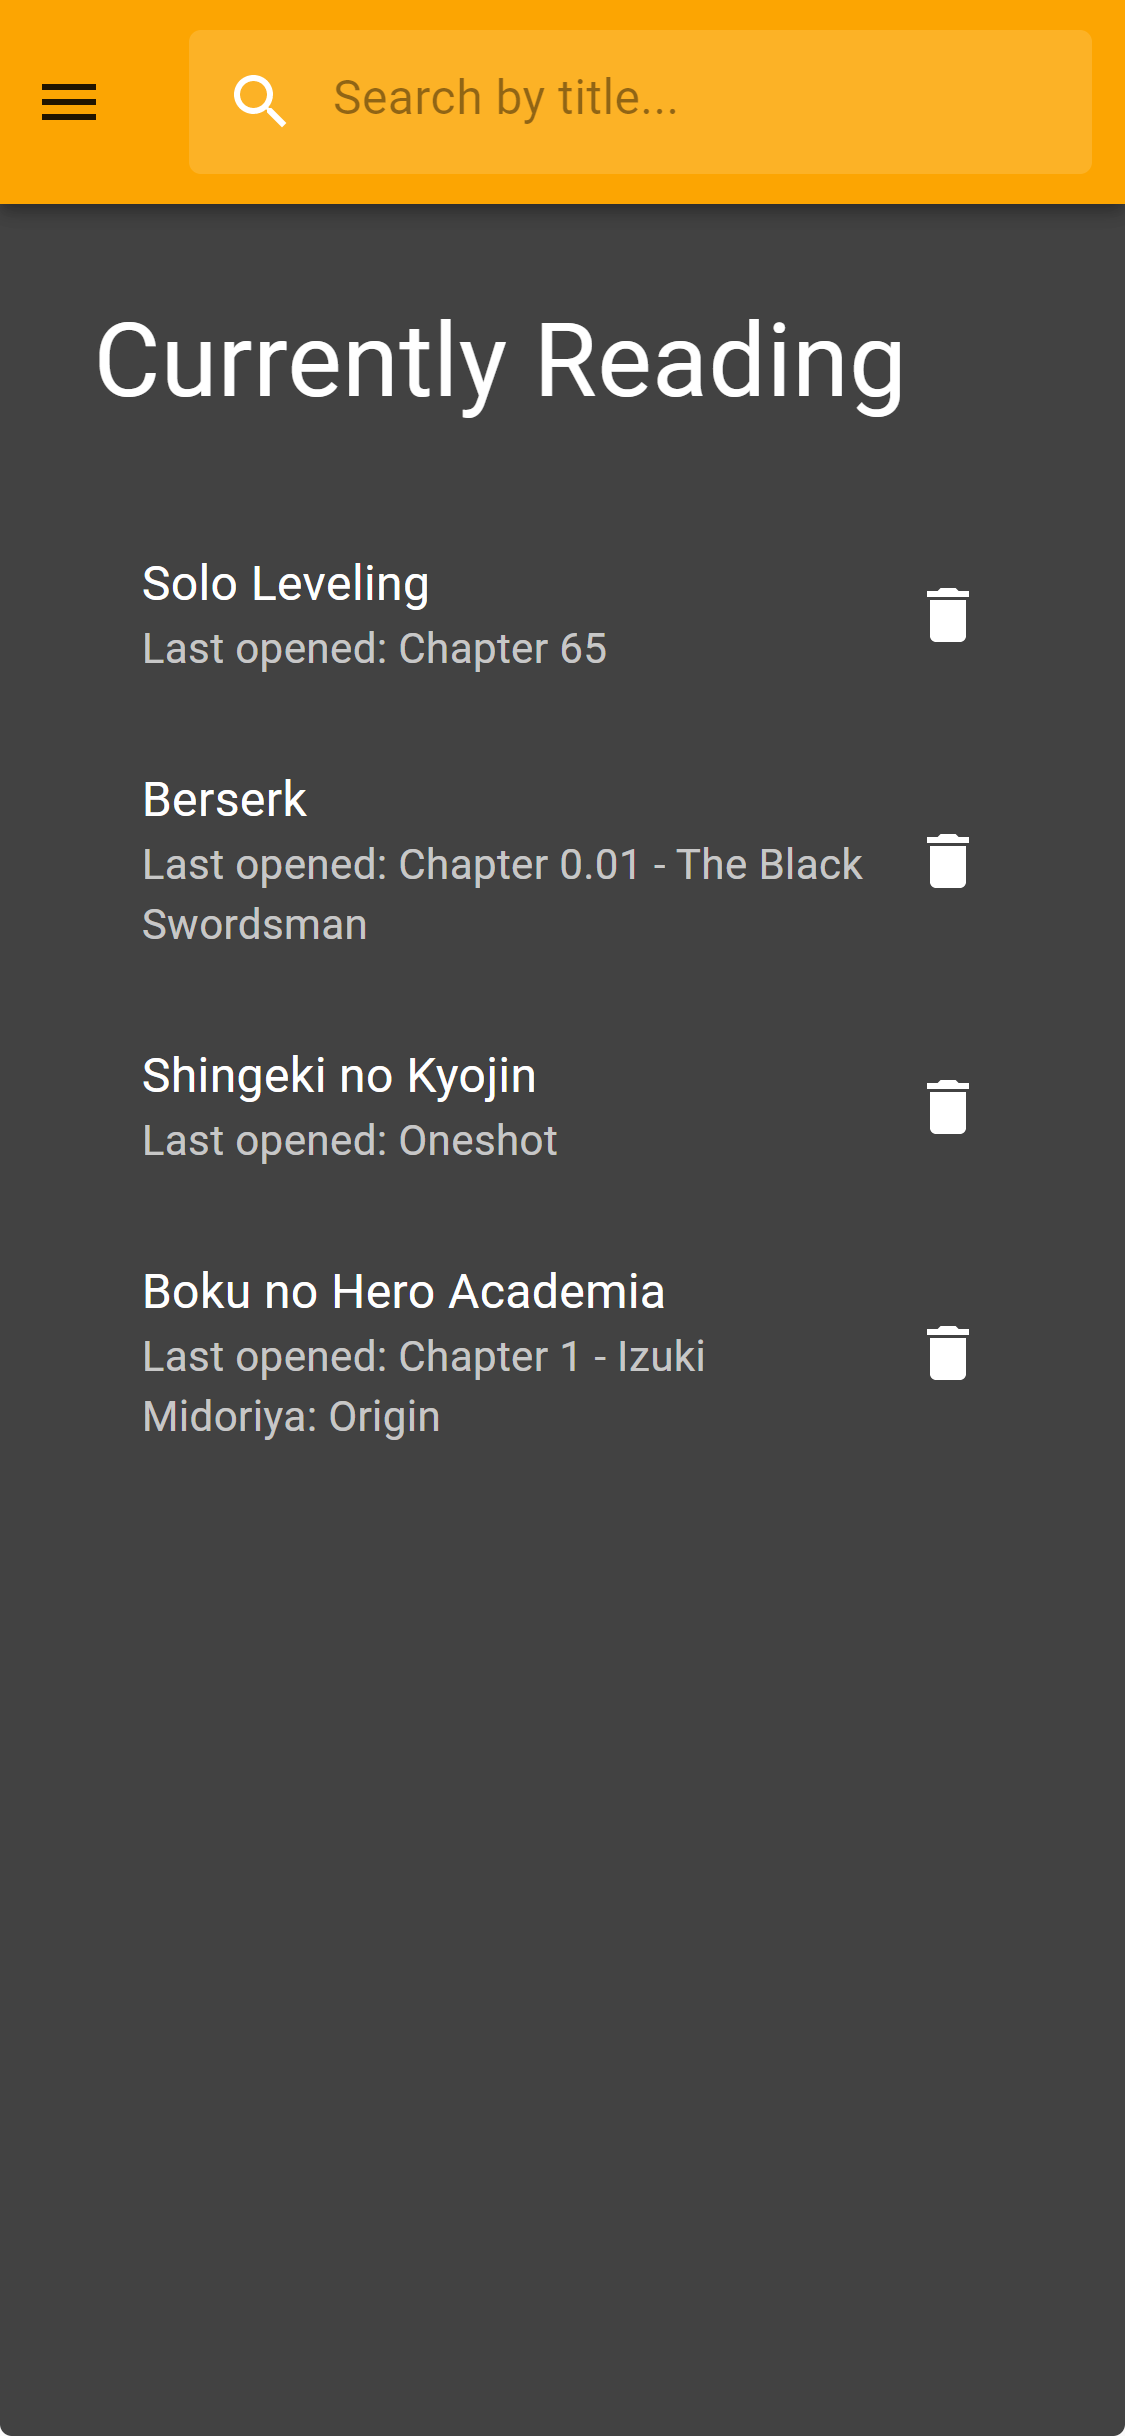 Search by title...
Currently Reading
Solo Leveling
Last opened: Chapter 65
Berserk
Last opened: Chapter 0.01 - The Black
Swordsman
Shingeki no Kyojin
Last opened: Oneshot
Boku no Hero Academia
Last opened: Chapter 1 - Izuki
Midoriya: Origin